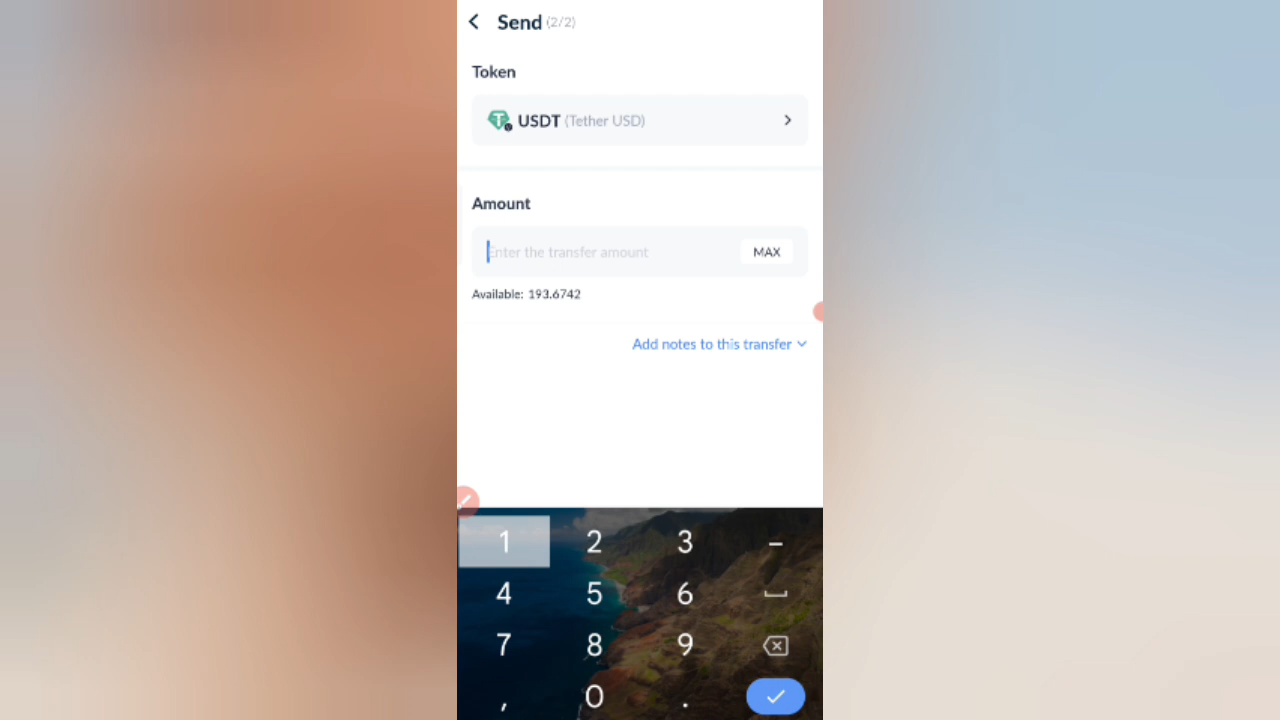 Send (2/2)
Token
USDT (Tether USD)
Amount
Enter the transfer amount
MAX
Available: 193.6742
Add notes to this transfer
1 2 3 –
4 5 6
7 8 9
, 0 .